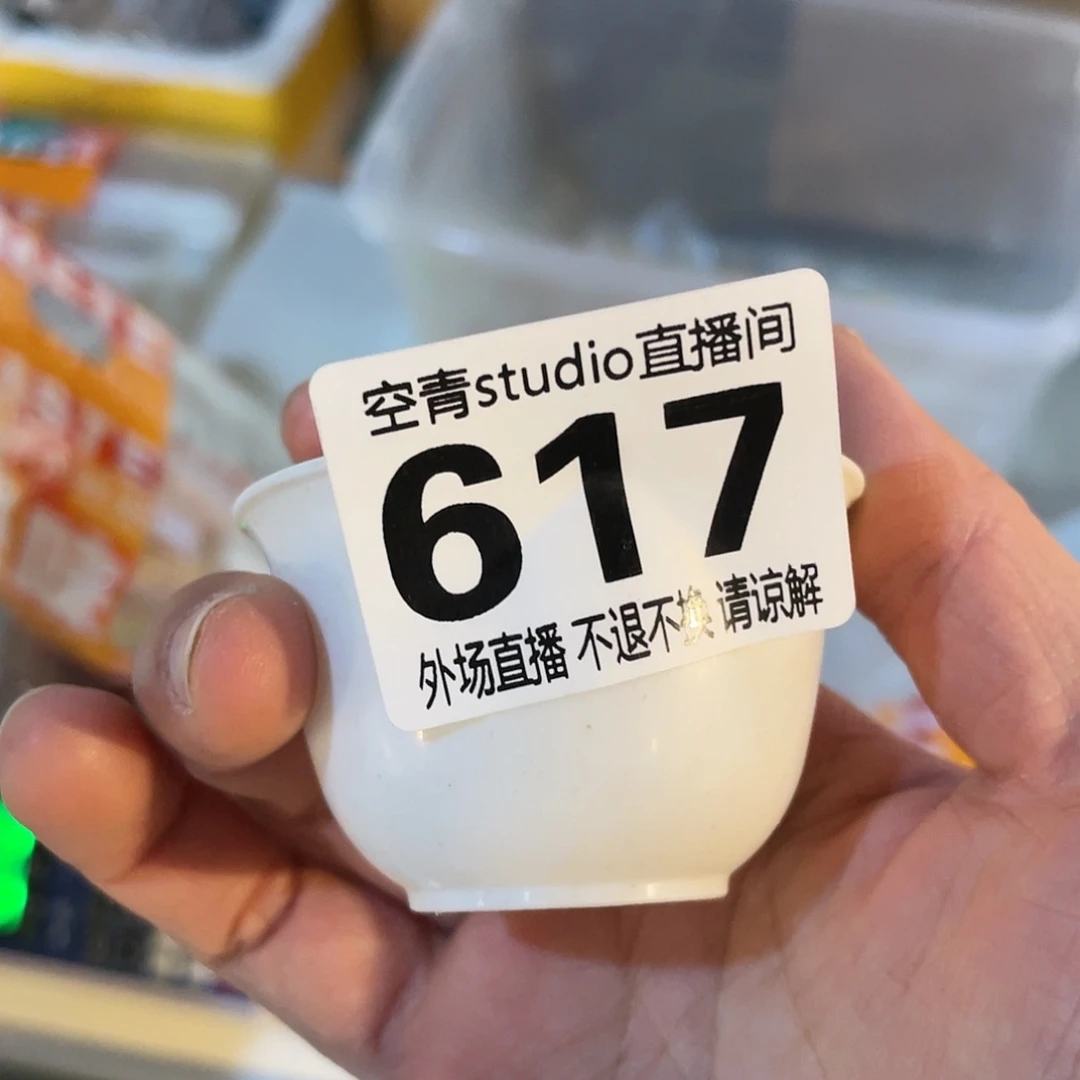 空青studio直播间
617
外场直播 不退不换 请谅解